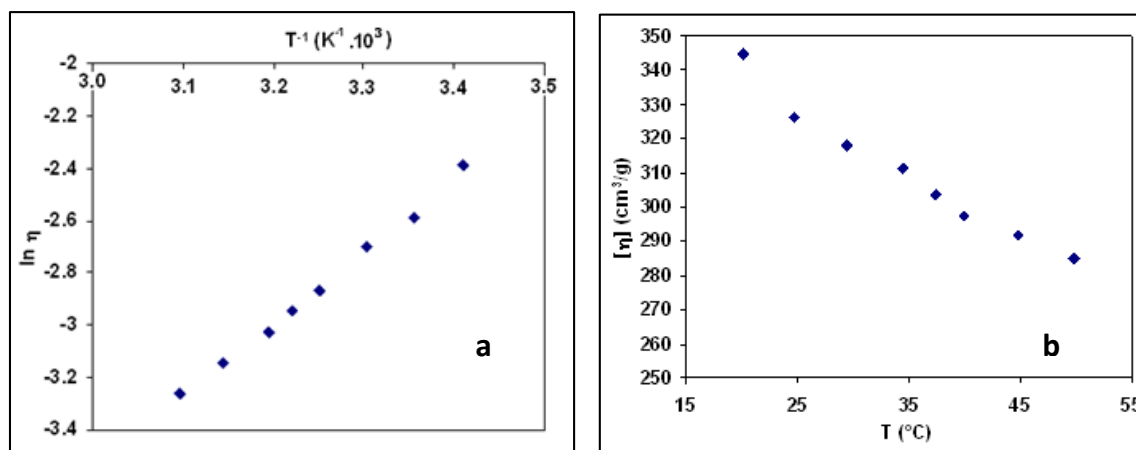 T⁻¹ (K⁻¹ .10³)
-2
3.0 3.1 3.2 3.3 3.4 3.5
-2.2
-2.4
-2.6
-2.8
-3
-3.2
-3.4
ln η
a
350
340
330
320
310
300
290
280
270
260
250
[η] (cm³/g)
15 25 35 45 55
T (°C)
b